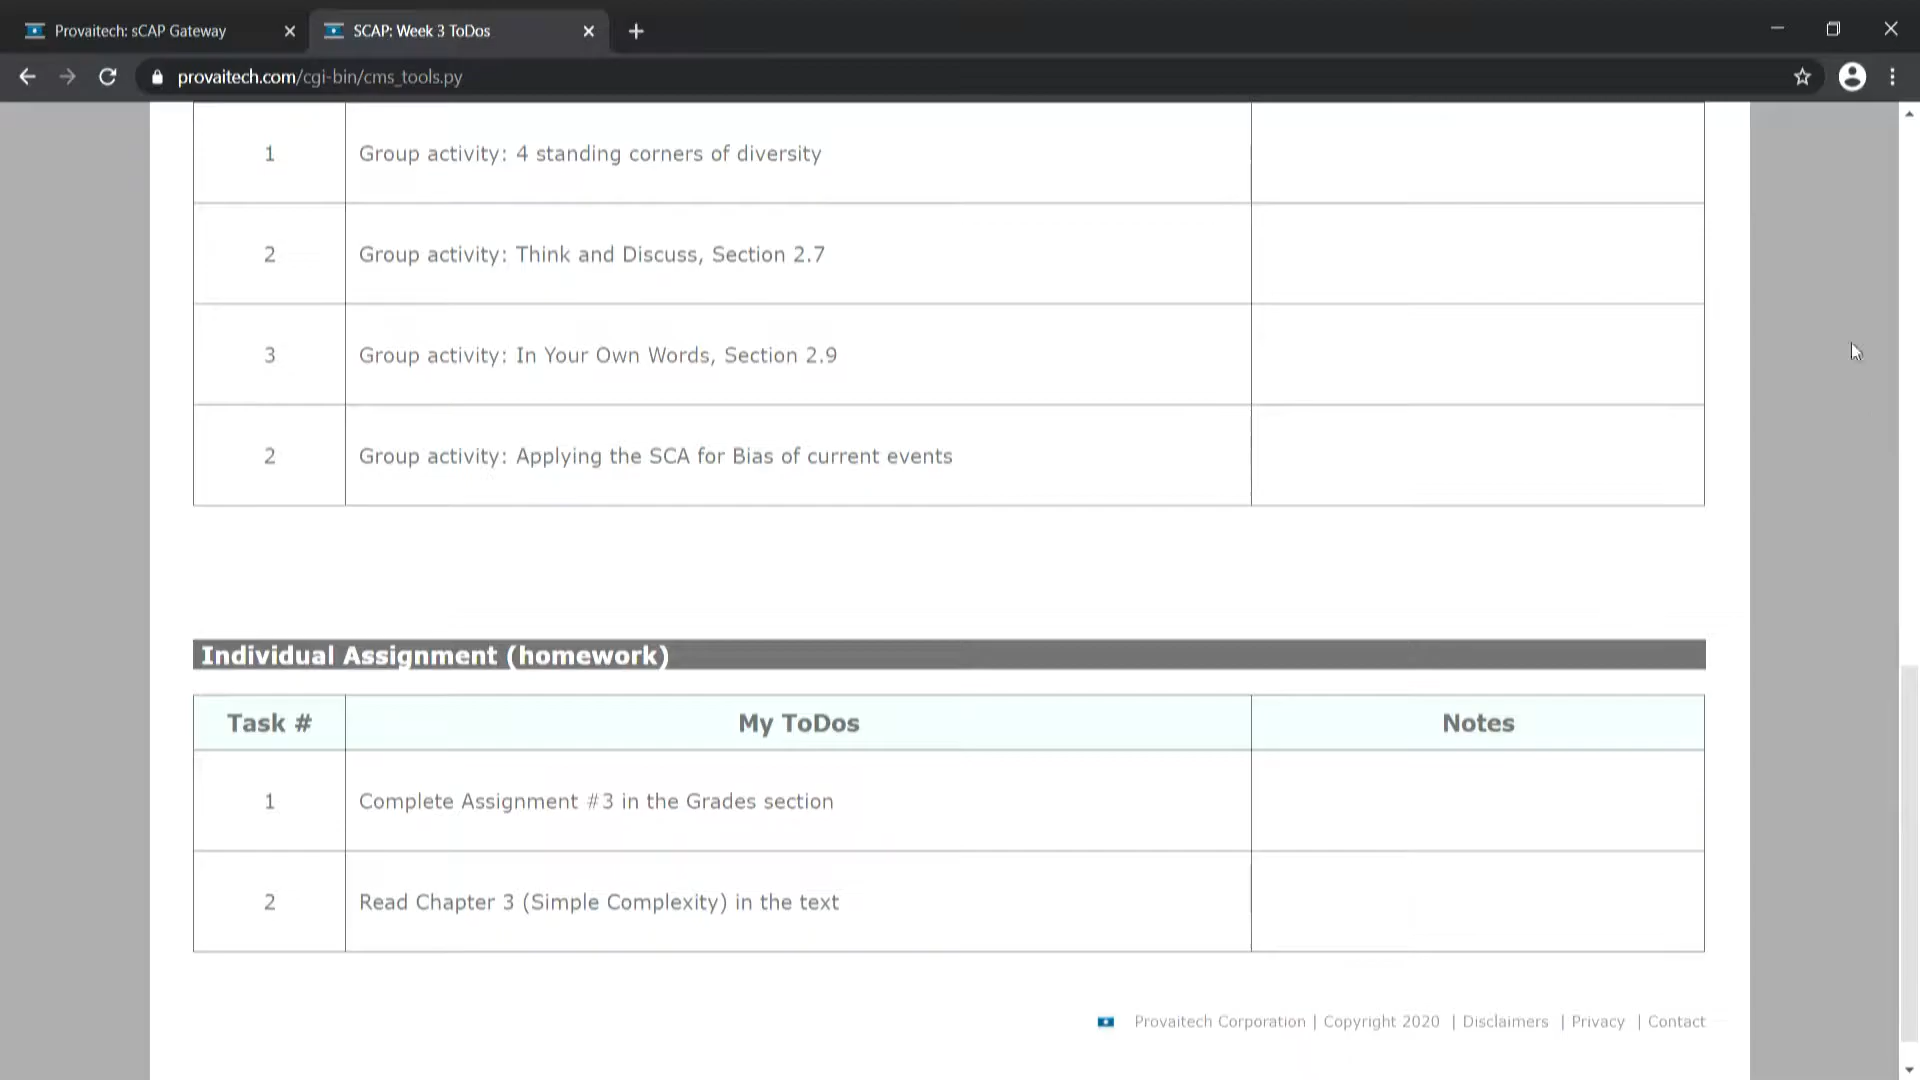 Provaitech: sCAP Gateway
SCAP: Week 3 ToDos
provaitech.com/cgi-bin/cms_tools.py
1 Group activity: 4 standing corners of diversity
2 Group activity: Think and Discuss, Section 2.7
3 Group activity: In Your Own Words, Section 2.9
2 Group activity: Applying the SCA for Bias of current events
Individual Assignment (homework)
Task # My ToDos Notes
1 Complete Assignment #3 in the Grades section
2 Read Chapter 3 (Simple Complexity) in the text
Provaitech Corporation | Copyright 2020 | Disclaimers | Privacy | Contact